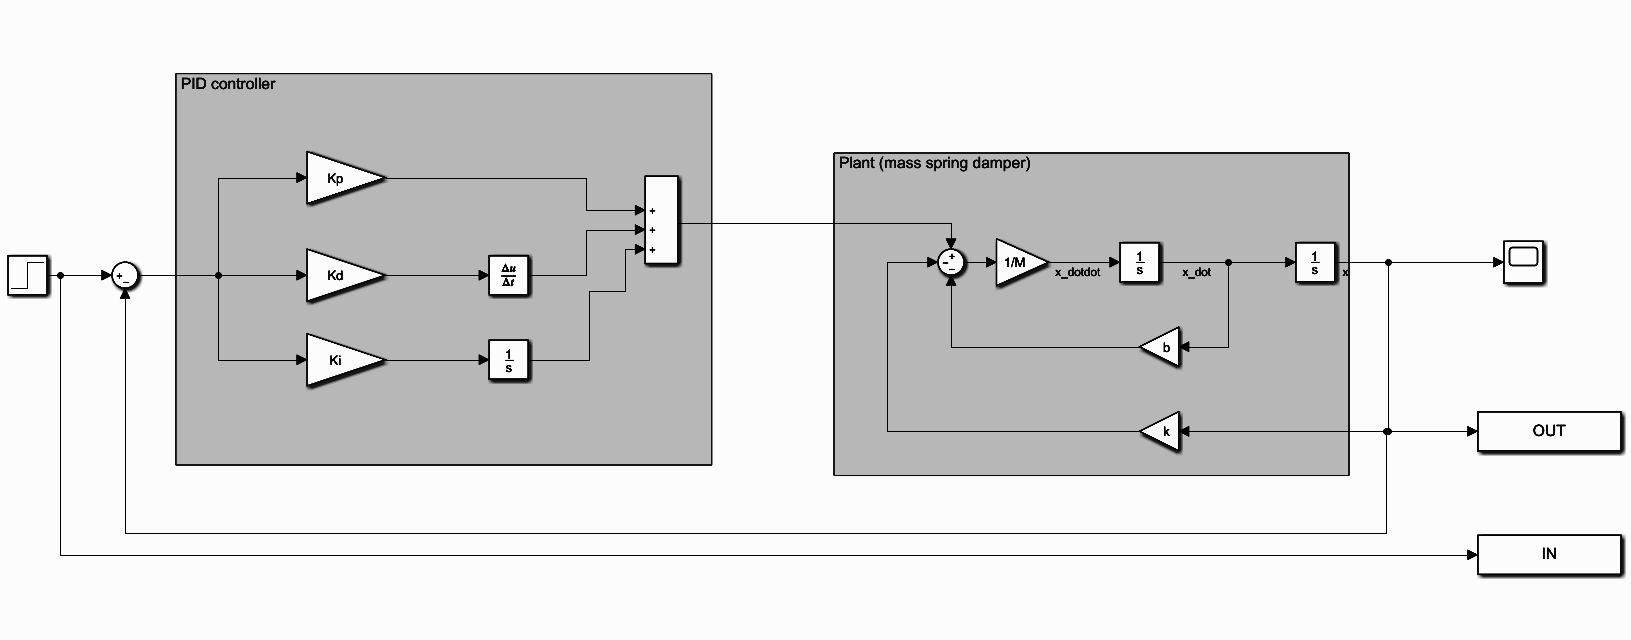 PID controller
Plant (mass spring damper)
Kp
+
+
+
Kd
Δu
Δt
+
−
Ki
1
s
+
−
−
1/M
x_dotdot
1
s
x_dot
1
s
x
b
k
OUT
IN